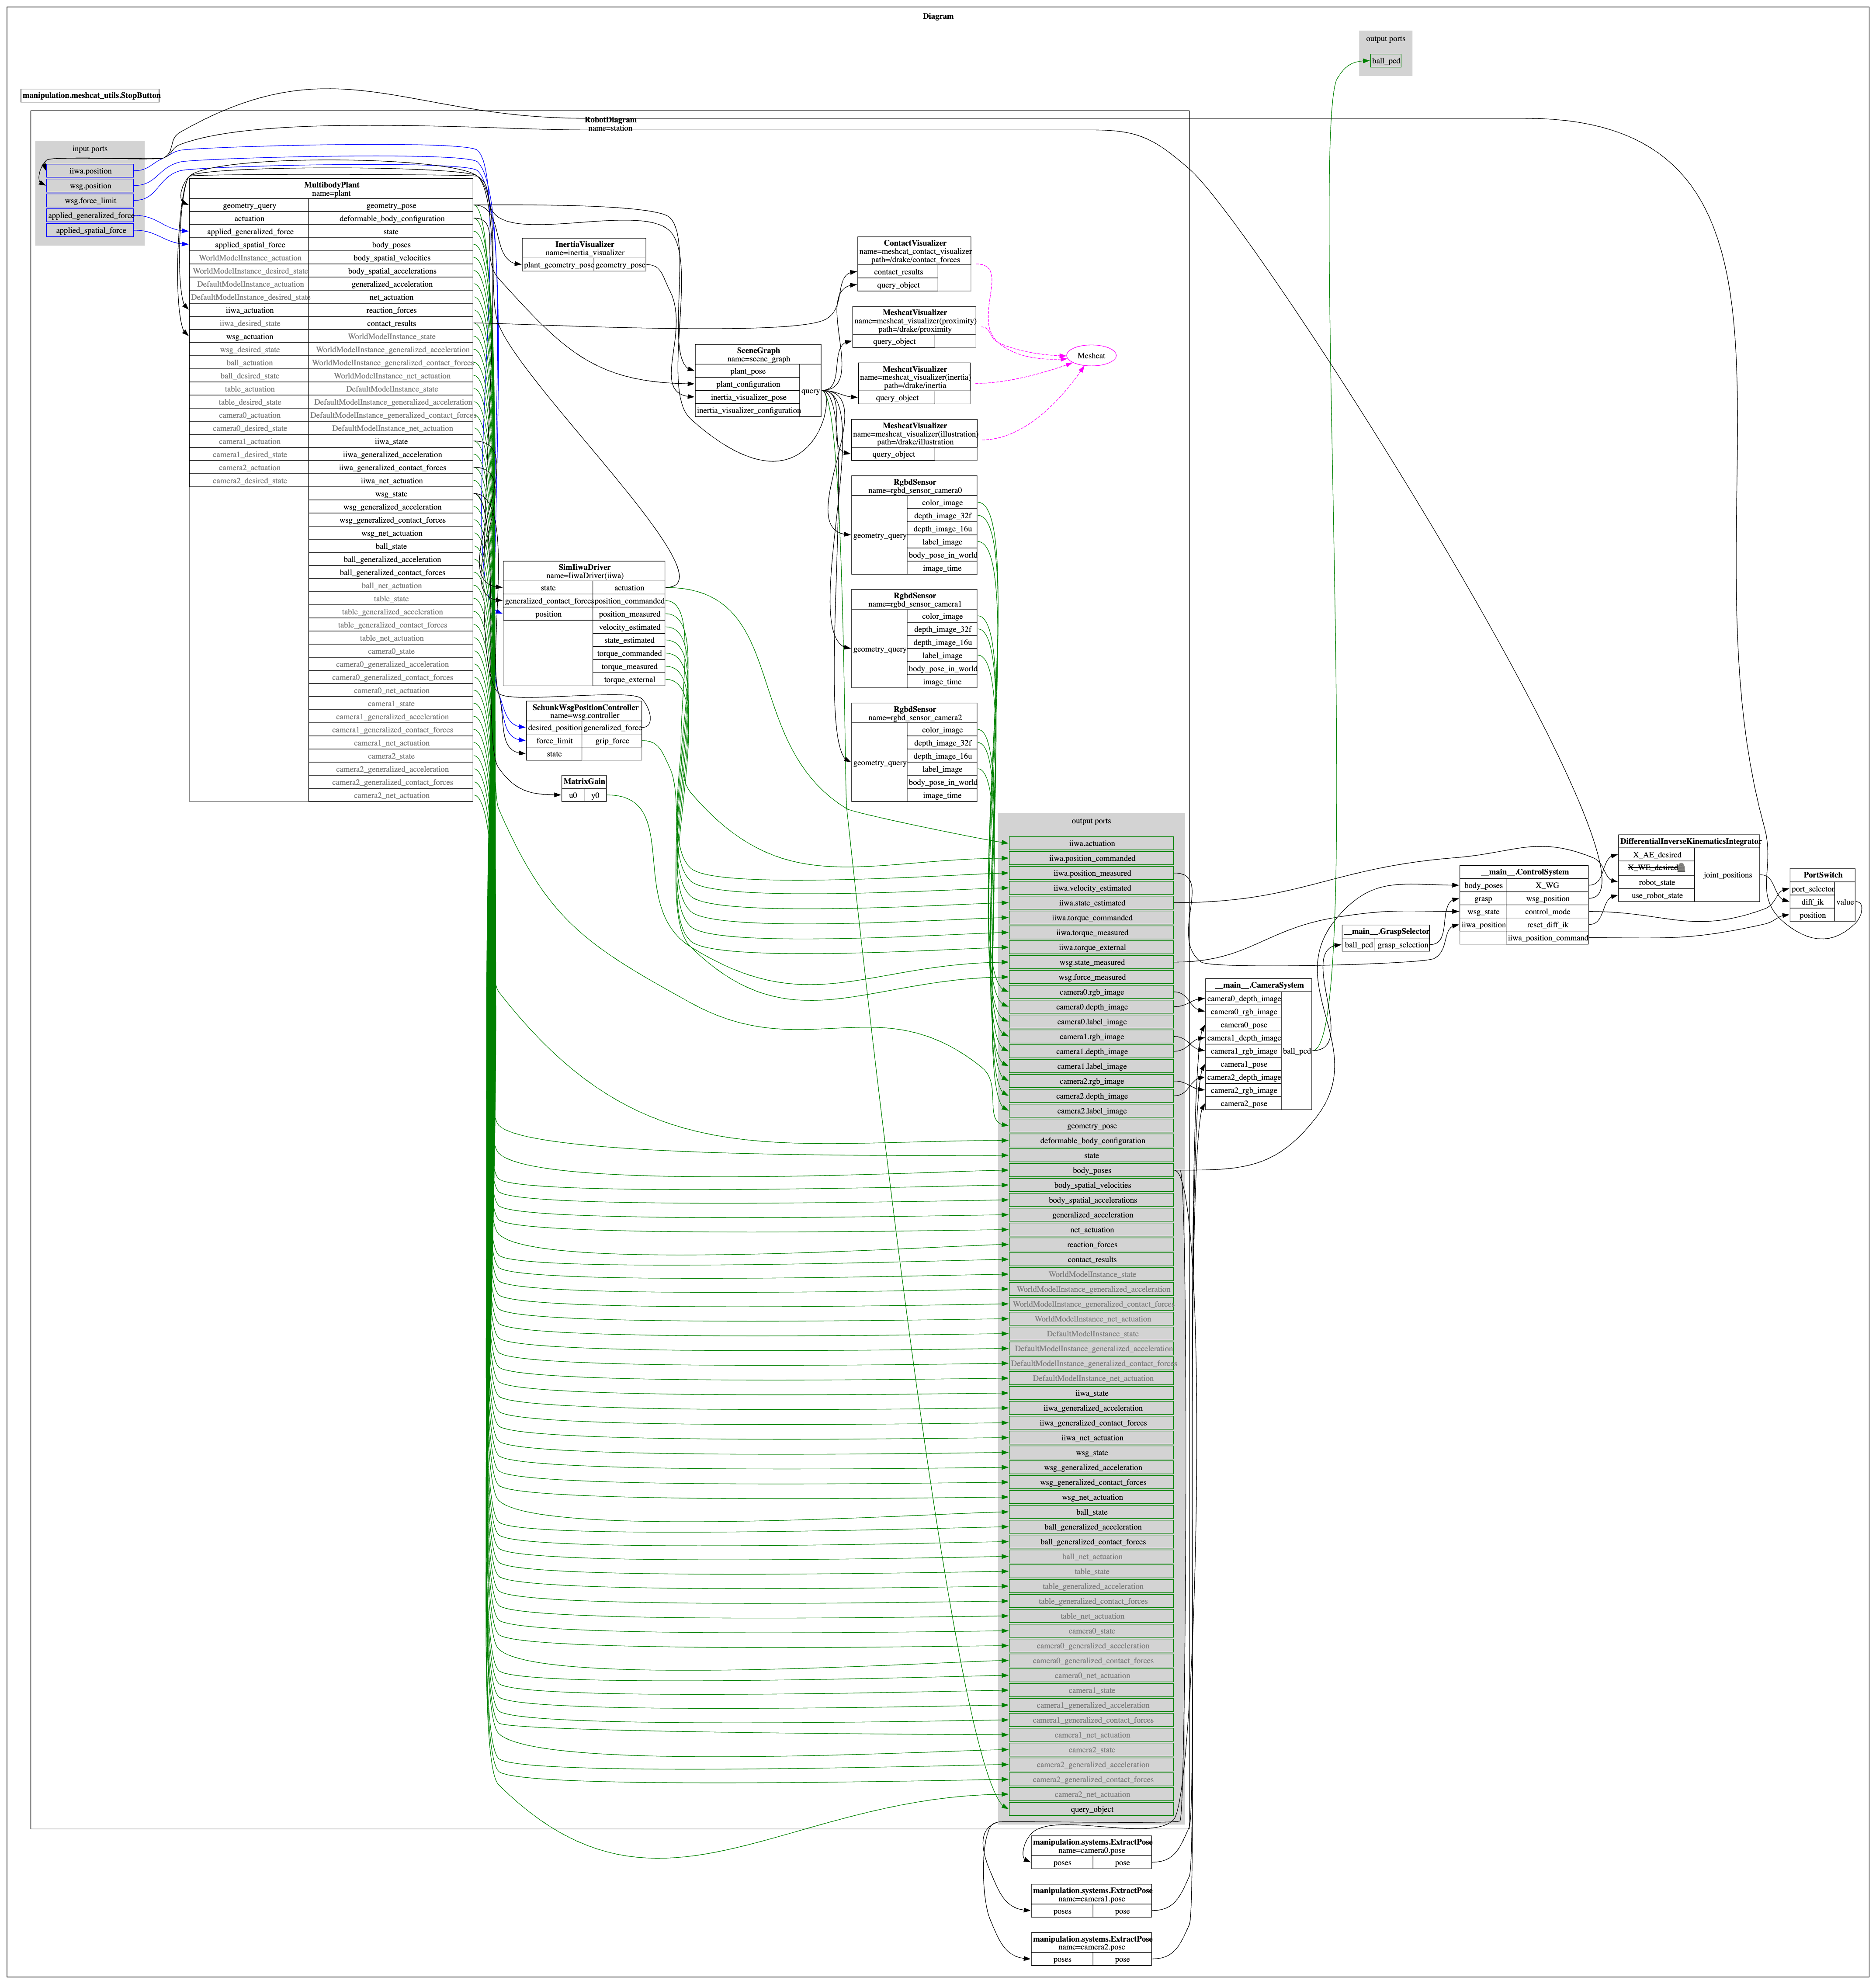 Diagram
output ports
ball_pcd
manipulation.meshcat_utils.StopButton
RobotDiagram
name=station
input ports
iiwa.position
wsg.position
wsg.force_limit
applied_generalized_force
applied_spatial_force
MultibodyPlant
name=plant
geometry_query geometry_pose
actuation deformable_body_configuration
applied_generalized_force state
applied_spatial_force body_poses
WorldModelInstance_actuation body_spatial_velocities
WorldModelInstance_desired_state body_spatial_accelerations
DefaultModelInstance_actuation generalized_acceleration
DefaultModelInstance_desired_state net_actuation
iiwa_actuation reaction_forces
iiwa_desired_state contact_results
wsg_actuation WorldModelInstance_state
wsg_desired_state WorldModelInstance_generalized_acceleration
ball_actuation WorldModelInstance_generalized_contact_forces
ball_desired_state WorldModelInstance_net_actuation
table_actuation DefaultModelInstance_state
table_desired_state DefaultModelInstance_generalized_acceleration
camera0_actuation DefaultModelInstance_generalized_contact_forces
camera0_desired_state DefaultModelInstance_net_actuation
camera1_actuation iiwa_state
camera1_desired_state iiwa_generalized_acceleration
camera2_actuation iiwa_generalized_contact_forces
camera2_desired_state iiwa_net_actuation
wsg_state
wsg_generalized_acceleration
wsg_generalized_contact_forces
wsg_net_actuation
ball_state
ball_generalized_acceleration
ball_generalized_contact_forces
ball_net_actuation
table_state
table_generalized_acceleration
table_generalized_contact_forces
table_net_actuation
camera0_state
camera0_generalized_acceleration
camera0_generalized_contact_forces
camera0_net_actuation
camera1_state
camera1_generalized_acceleration
camera1_generalized_contact_forces
camera1_net_actuation
camera2_state
camera2_generalized_acceleration
camera2_generalized_contact_forces
camera2_net_actuation
InertiaVisualizer
name=inertia_visualizer
plant_geometry_pose geometry_pose
SimIiwaDriver
name=IiwaDriver(iiwa)
state actuation
generalized_contact_forces position_commanded
position position_measured
velocity_estimated
state_estimated
torque_commanded
torque_measured
torque_external
SchunkWsgPositionController
name=wsg.controller
desired_position generalized_force
force_limit grip_force
state
MatrixGain
u0 y0
SceneGraph
name=scene_graph
plant_pose
plant_configuration
query
inertia_visualizer_pose
inertia_visualizer_configuration
ContactVisualizer
name=meshcat_contact_visualizer
path=/drake/contact_forces
contact_results
query_object
MeshcatVisualizer
name=meshcat_visualizer(proximity)
path=/drake/proximity
query_object
MeshcatVisualizer
name=meshcat_visualizer(inertia)
path=/drake/inertia
query_object
MeshcatVisualizer
name=meshcat_visualizer(illustration)
path=/drake/illustration
query_object
Meshcat
RgbdSensor
name=rgbd_sensor_camera0
color_image
depth_image_32f
depth_image_16u
geometry_query
label_image
body_pose_in_world
image_time
RgbdSensor
name=rgbd_sensor_camera1
color_image
depth_image_32f
depth_image_16u
geometry_query
label_image
body_pose_in_world
image_time
RgbdSensor
name=rgbd_sensor_camera2
color_image
depth_image_32f
depth_image_16u
geometry_query
label_image
body_pose_in_world
image_time
output ports
iiwa.actuation
iiwa.position_commanded
iiwa.position_measured
iiwa.velocity_estimated
iiwa.state_estimated
iiwa.torque_commanded
iiwa.torque_measured
iiwa.torque_external
wsg.state_measured
wsg.force_measured
camera0.rgb_image
camera0.depth_image
camera0.label_image
camera1.rgb_image
camera1.depth_image
camera1.label_image
camera2.rgb_image
camera2.depth_image
camera2.label_image
geometry_pose
deformable_body_configuration
state
body_poses
body_spatial_velocities
body_spatial_accelerations
generalized_acceleration
net_actuation
reaction_forces
contact_results
WorldModelInstance_state
WorldModelInstance_generalized_acceleration
WorldModelInstance_generalized_contact_forces
WorldModelInstance_net_actuation
DefaultModelInstance_state
DefaultModelInstance_generalized_acceleration
DefaultModelInstance_generalized_contact_forces
DefaultModelInstance_net_actuation
iiwa_state
iiwa_generalized_acceleration
iiwa_generalized_contact_forces
iiwa_net_actuation
wsg_state
wsg_generalized_acceleration
wsg_generalized_contact_forces
wsg_net_actuation
ball_state
ball_generalized_acceleration
ball_generalized_contact_forces
ball_net_actuation
table_state
table_generalized_acceleration
table_generalized_contact_forces
table_net_actuation
camera0_state
camera0_generalized_acceleration
camera0_generalized_contact_forces
camera0_net_actuation
camera1_state
camera1_generalized_acceleration
camera1_generalized_contact_forces
camera1_net_actuation
camera2_state
camera2_generalized_acceleration
camera2_generalized_contact_forces
camera2_net_actuation
query_object
manipulation.systems.ExtractPose
name=camera0.pose
poses pose
manipulation.systems.ExtractPose
name=camera1.pose
poses pose
manipulation.systems.ExtractPose
name=camera2.pose
poses pose
__main__.CameraSystem
camera0_depth_image
camera0_rgb_image
camera0_pose
camera1_depth_image
camera1_rgb_image ball_pcd
camera1_pose
camera2_depth_image
camera2_rgb_image
camera2_pose
__main__.GraspSelector
ball_pcd grasp_selection
__main__.ControlSystem
body_poses X_WG
grasp wsg_position
wsg_state control_mode
iiwa_position reset_diff_ik
iiwa_position_command
DifferentialInverseKinematicsIntegrator
X_AE_desired
X_WE_desired
joint_positions
robot_state
use_robot_state
PortSwitch
port_selector
diff_ik value
position